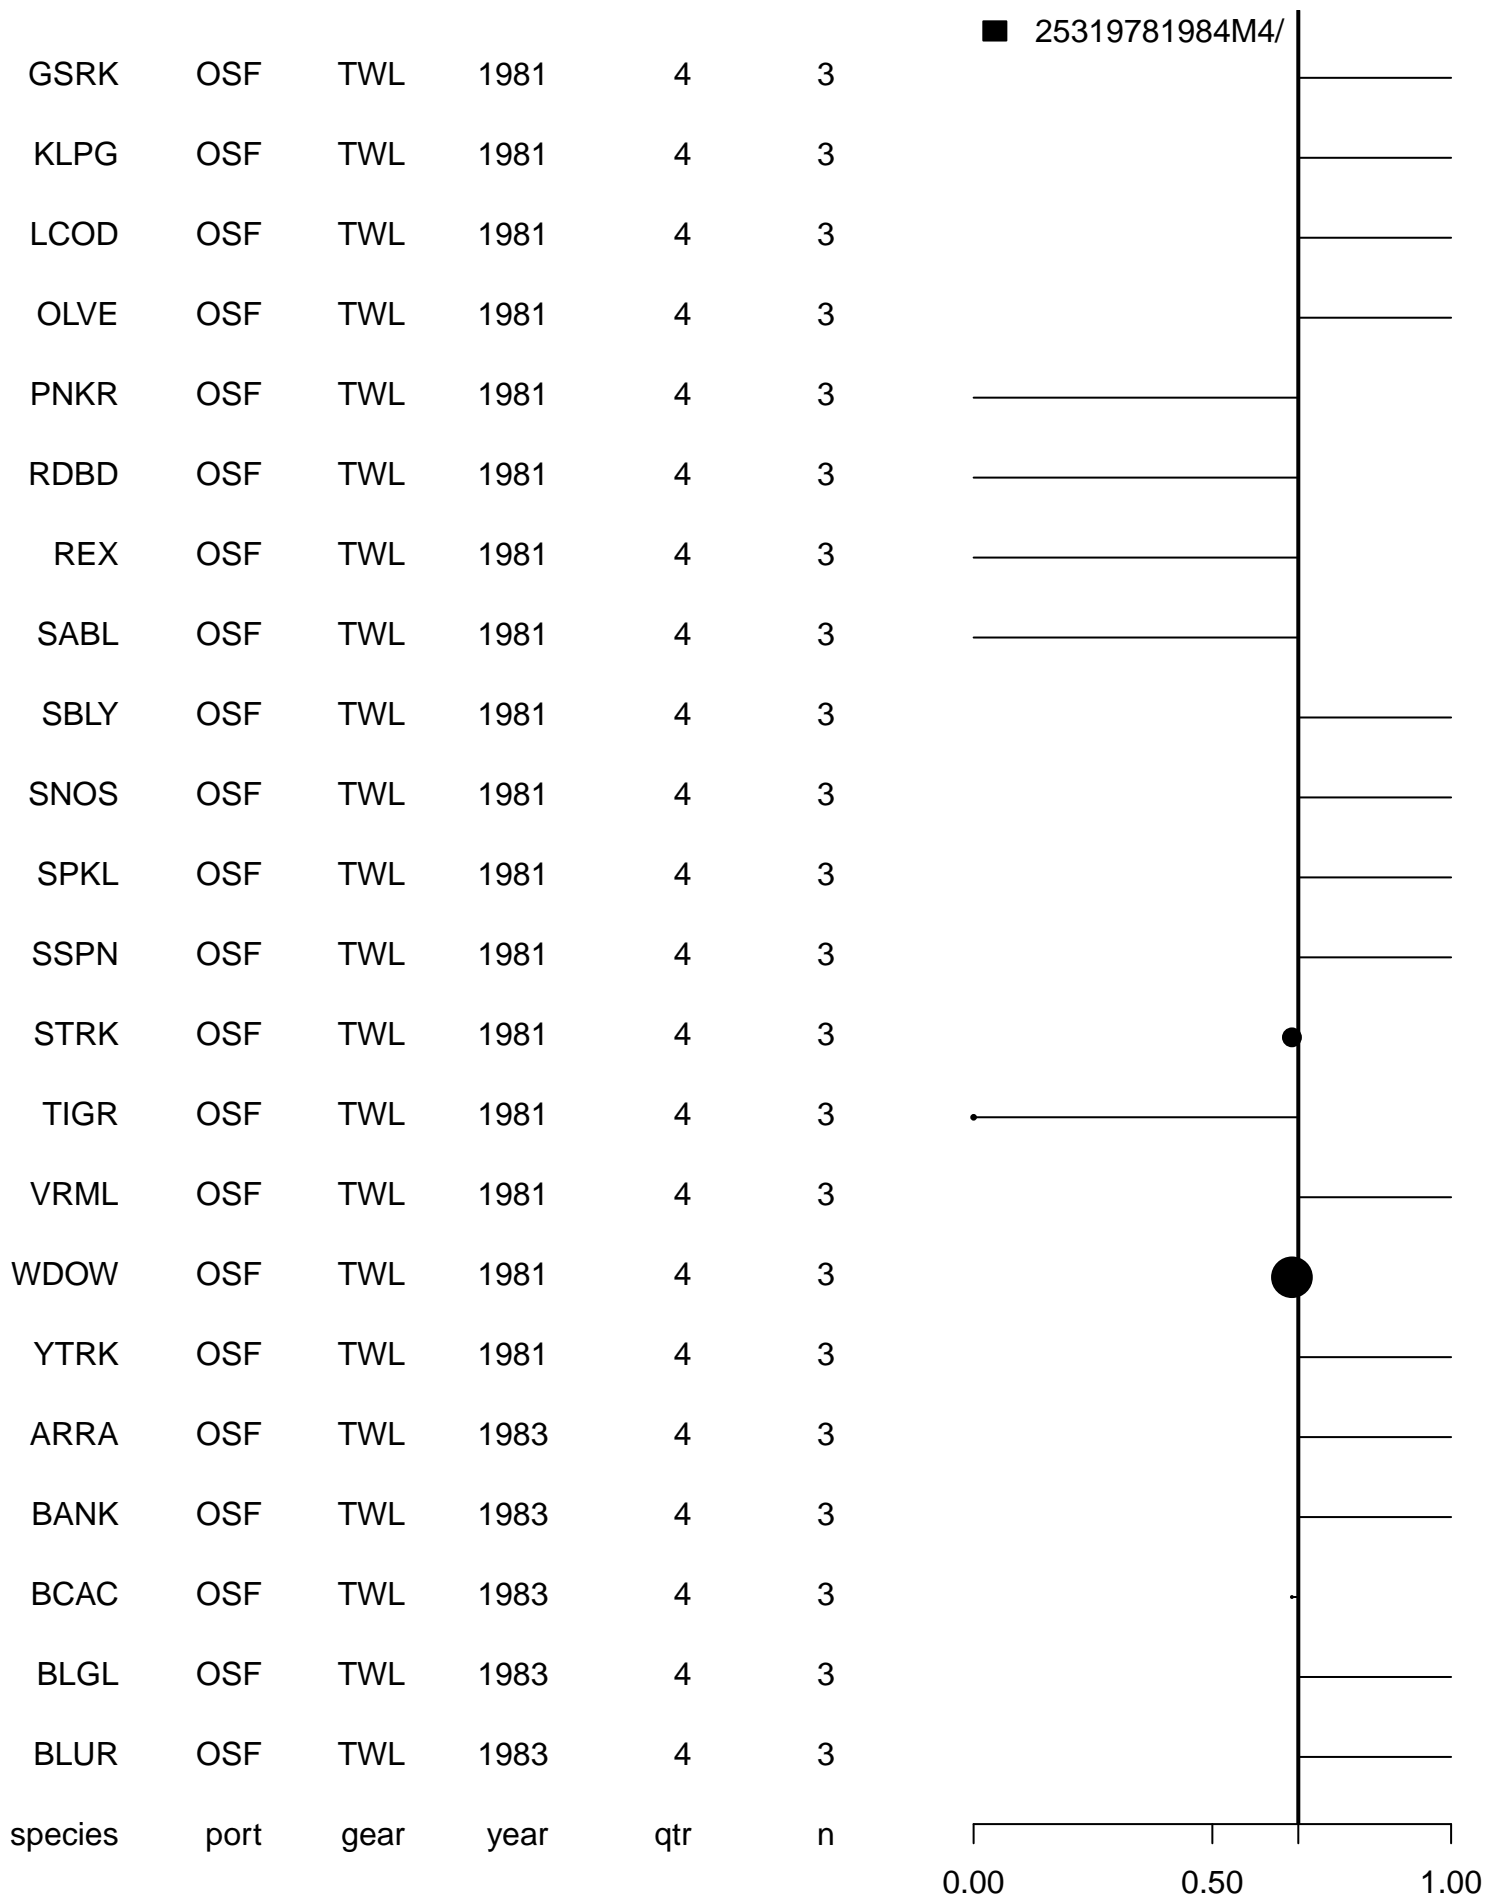 25319781984M4/
GSRK OSF TWL 1981 4 3
KLPG OSF TWL 1981 4 3
LCOD OSF TWL 1981 4 3
OLVE OSF TWL 1981 4 3
PNKR OSF TWL 1981 4 3
RDBD OSF TWL 1981 4 3
REX OSF TWL 1981 4 3
SABL OSF TWL 1981 4 3
SBLY OSF TWL 1981 4 3
SNOS OSF TWL 1981 4 3
SPKL OSF TWL 1981 4 3
SSPN OSF TWL 1981 4 3
STRK OSF TWL 1981 4 3
TIGR OSF TWL 1981 4 3
VRML OSF TWL 1981 4 3
WDOW OSF TWL 1981 4 3
YTRK OSF TWL 1981 4 3
ARRA OSF TWL 1983 4 3
BANK OSF TWL 1983 4 3
BCAC OSF TWL 1983 4 3
BLGL OSF TWL 1983 4 3
BLUR OSF TWL 1983 4 3
species port gear year qtr n
0.00 0.50 1.00